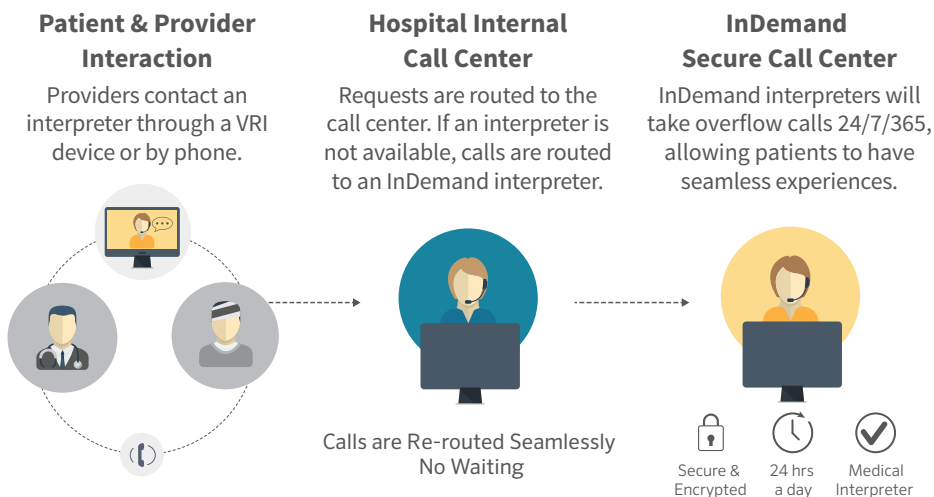 Patient & Provider
Interaction
Providers contact an
interpreter through a VRI
device or by phone.
Hospital Internal
Call Center
Requests are routed to the
call center. If an interpreter is
not available, calls are routed
to an InDemand interpreter.
Calls are Re-routed Seamlessly
No Waiting
InDemand
Secure Call Center
InDemand interpreters will
take overflow calls 24/7/365,
allowing patients to have
seamless experiences.
Secure &
Encrypted
24 hrs
a day
Medical
Interpreter